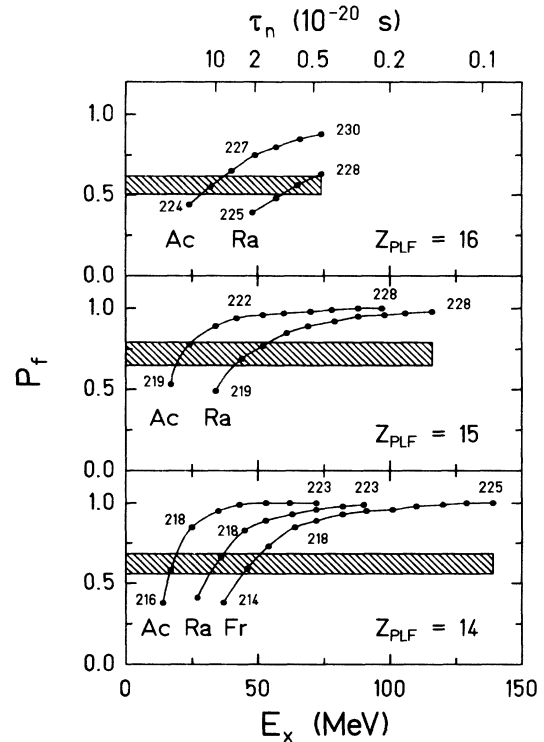 τn (10-20 s)
10 2 0.5 0.2 0.1
1.0
0.5
0.0
230
227
228
224
225
Ac Ra
ZPLF = 16
1.0
0.5
0.0
222
228
228
219
219
Ac Ra
ZPLF = 15
Pf
1.0
0.5
0.0
223
223
225
218
218
218
216
214
Ac Ra Fr
ZPLF = 14
0 50 100 150
Ex (MeV)